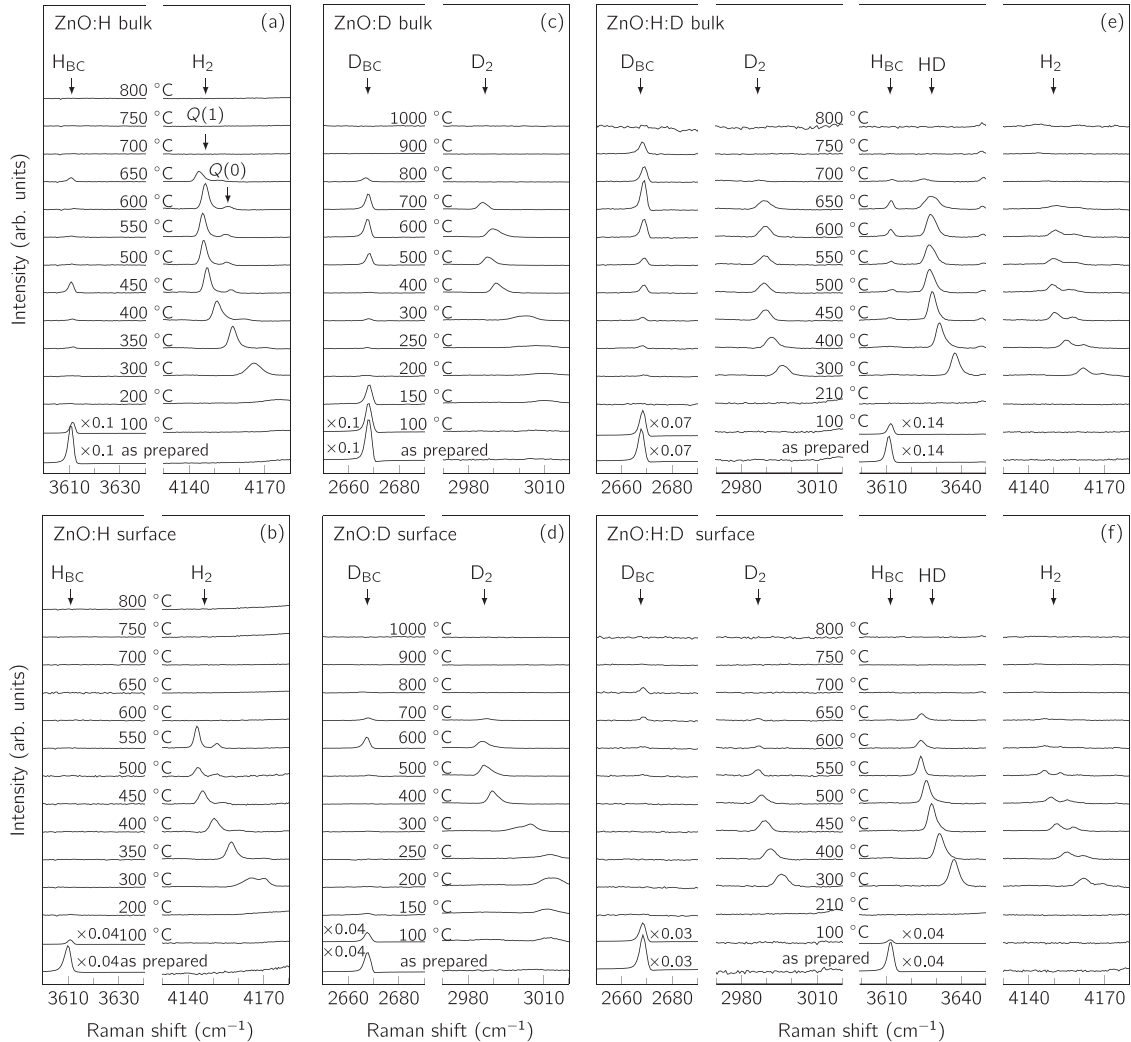 ZnO:H bulk (a)
H_BC H₂
800 °C
750 °C Q(1)
700 °C
650 °C Q(0)
600 °C
550 °C
500 °C
450 °C
400 °C
350 °C
300 °C
200 °C
×0.1 100 °C
×0.1 as prepared
3610 3630 4140 4170
ZnO:D bulk (c)
D_BC D₂
1000 °C
900 °C
800 °C
700 °C
600 °C
500 °C
400 °C
300 °C
250 °C
200 °C
150 °C
×0.1 100 °C
×0.1 as prepared
2660 2680 2980 3010
ZnO:H:D bulk (e)
D_BC D₂ H_BC HD H₂
800 °C
750 °C
700 °C
650 °C
600 °C
550 °C
500 °C
450 °C
400 °C
300 °C
210 °C
×0.07 100 °C ×0.14
×0.07 as prepared ×0.14
2660 2680 2980 3010 3610 3640 4140 4170
Intensity (arb. units)
ZnO:H surface (b)
H_BC H₂
800 °C
750 °C
700 °C
650 °C
600 °C
550 °C
500 °C
450 °C
400 °C
350 °C
300 °C
200 °C
×0.04 100 °C
×0.04 as prepared
3610 3630 4140 4170
Raman shift (cm⁻¹)
ZnO:D surface (d)
D_BC D₂
1000 °C
900 °C
800 °C
700 °C
600 °C
500 °C
400 °C
300 °C
250 °C
200 °C
150 °C
×0.04 100 °C
×0.04 as prepared
2660 2680 2980 3010
Raman shift (cm⁻¹)
ZnO:H:D surface (f)
D_BC D₂ H_BC HD H₂
800 °C
750 °C
700 °C
650 °C
600 °C
550 °C
500 °C
450 °C
400 °C
300 °C
210 °C
×0.03 100 °C ×0.04
×0.03 as prepared ×0.04
2660 2680 2980 3010 3610 3640 4140 4170
Raman shift (cm⁻¹)
Intensity (arb. units)